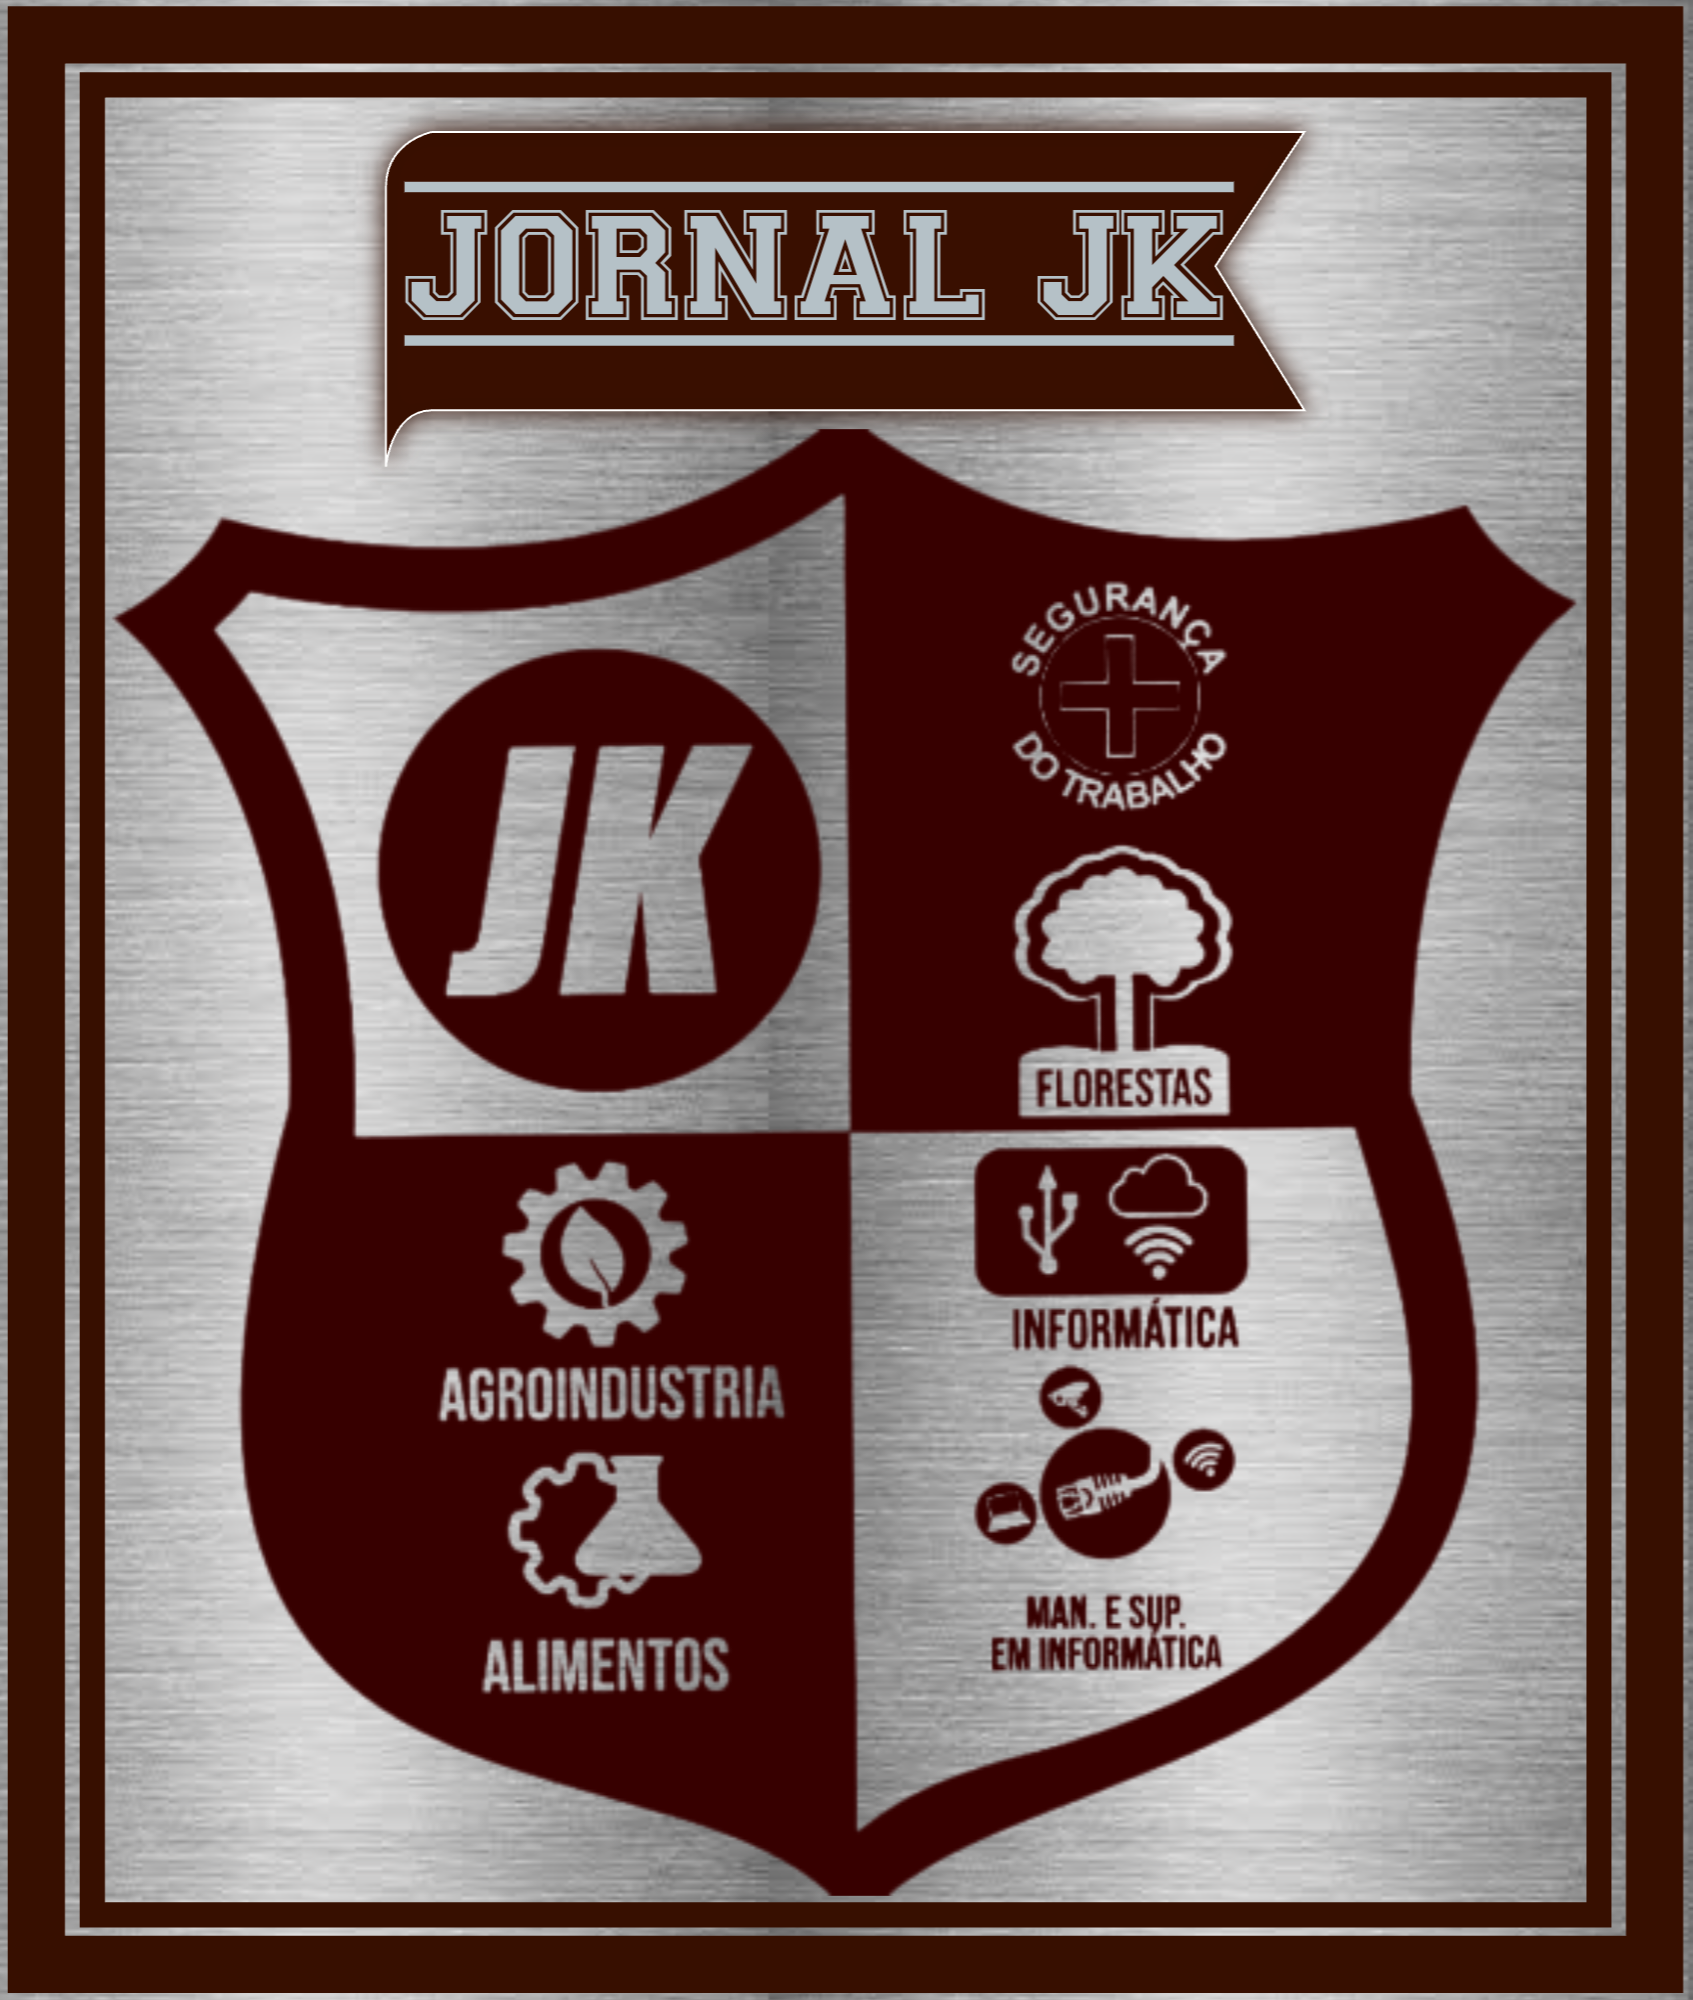 JORNAL JK
JK
SEGURANÇA
DO TRABALHO
FLORESTAS
AGROINDUSTRIA
ALIMENTOS
INFORMÁTICA
MAN. E SUP.
EM INFORMÁTICA